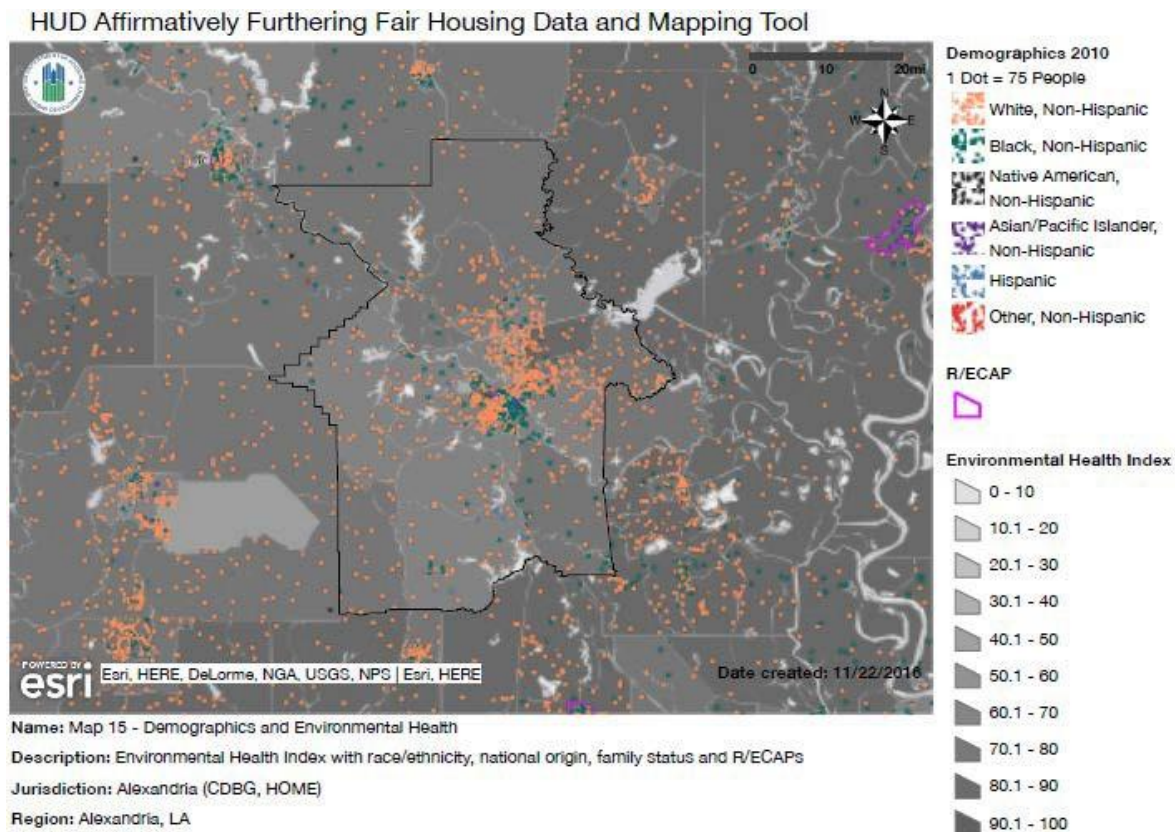 HUD Affirmatively Furthering Fair Housing Data and Mapping Tool
0 10 20mi
N
W E
S
Demographics 2010
1 Dot = 75 People
White, Non-Hispanic
Black, Non-Hispanic
Native American,
Non-Hispanic
Asian/Pacific Islander,
Non-Hispanic
Hispanic
Other, Non-Hispanic
R/ECAP
Environmental Health Index
0 - 10
10.1 - 20
20.1 - 30
30.1 - 40
40.1 - 50
50.1 - 60
60.1 - 70
70.1 - 80
80.1 - 90
90.1 - 100
POWERED BY
esri
Esri, HERE, DeLorme, NGA, USGS, NPS | Esri, HERE
Date created: 11/22/2016
Name: Map 15 - Demographics and Environmental Health
Description: Environmental Health Index with race/ethnicity, national origin, family status and R/ECAPs
Jurisdiction: Alexandria (CDBG, HOME)
Region: Alexandria, LA